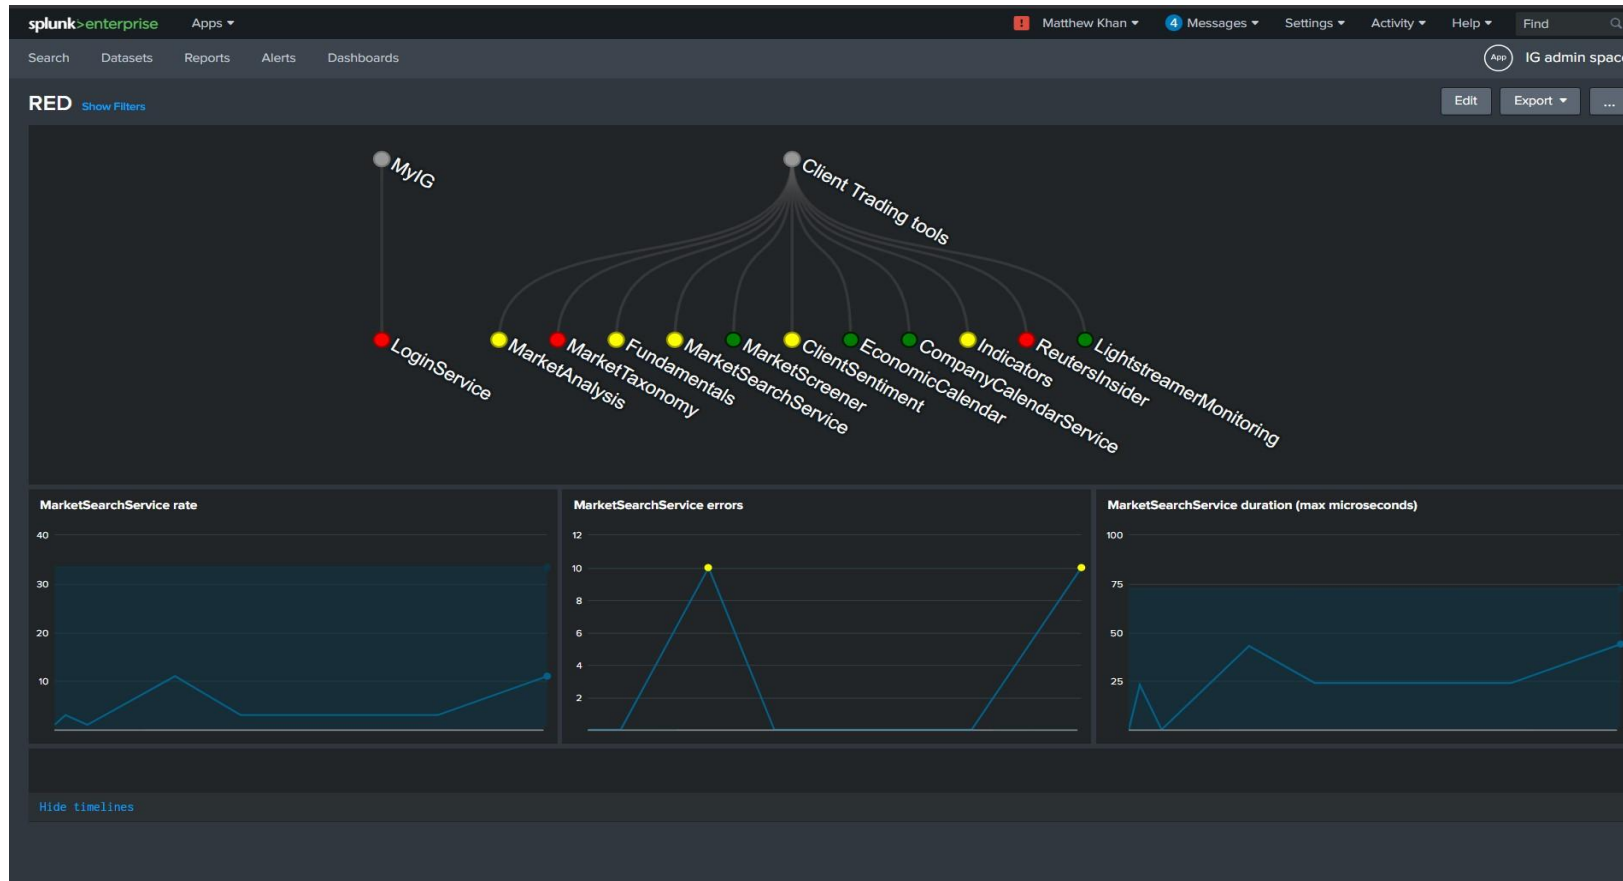 splunk>enterprise Apps ! Matthew Khan 4 Messages Settings Activity Help Find
Search Datasets Reports Alerts Dashboards App IG admin space
RED Show Filters Edit Export ...
MyIG
Client Trading tools
LoginService
MarketAnalysis
MarketTaxonomy
Fundamentals
MarketSearchService
MarketScreener
ClientSentiment
EconomicCalendar
CompanyCalendarService
Indicators
ReutersInsider
LightstreamerMonitoring
MarketSearchService rate
40
30
20
10
MarketSearchService errors
12
10
8
6
4
2
MarketSearchService duration (max microseconds)
100
75
50
25
Hide timelines